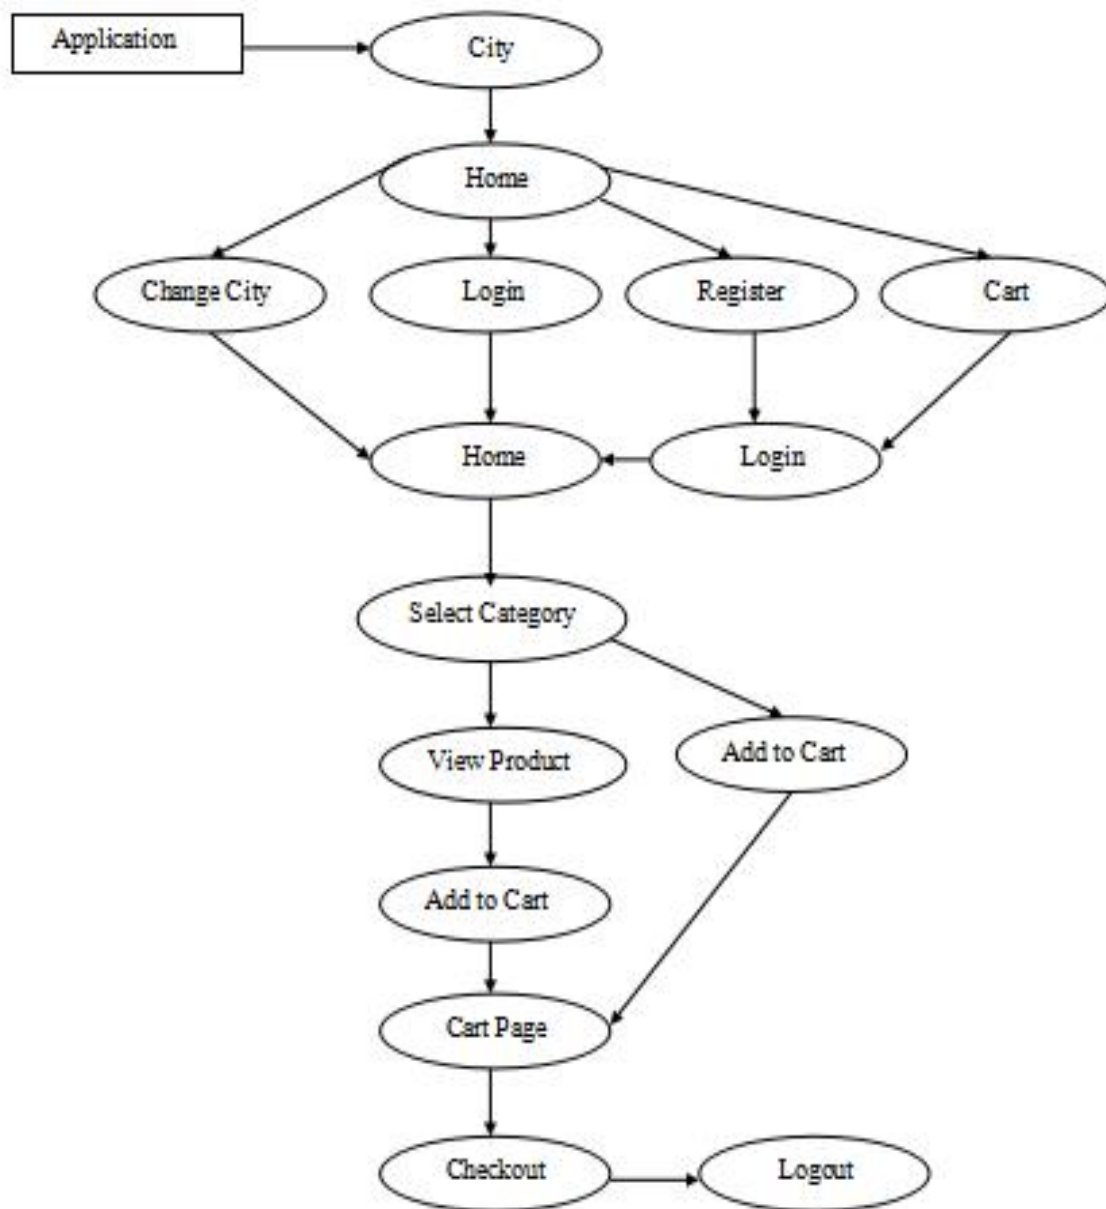 Application
City
Home
Change City
Login
Register
Cart
Home
Login
Select Category
View Product
Add to Cart
Add to Cart
Cart Page
Checkout
Logout